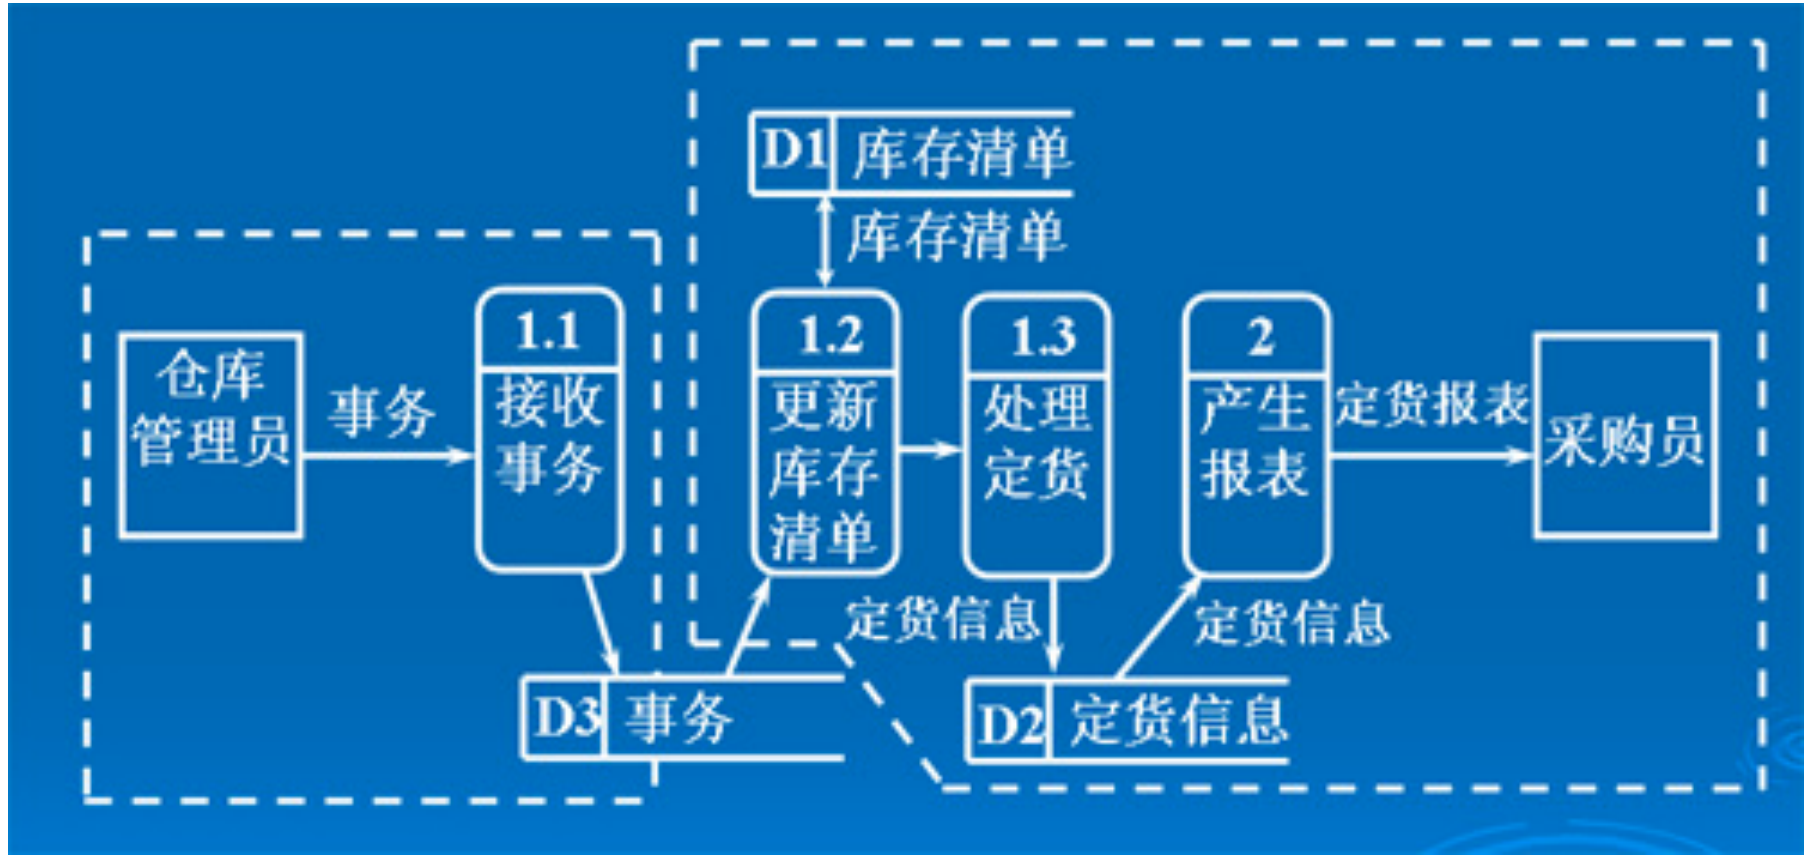 D1 库存清单
库存清单
仓库
管理员
事务
1.1
接收
事务
1.2
更新
库存
清单
1.3
处理
定货
2
产生
报表
定货报表
采购员
定货信息
定货信息
D3 事务
D2 定货信息